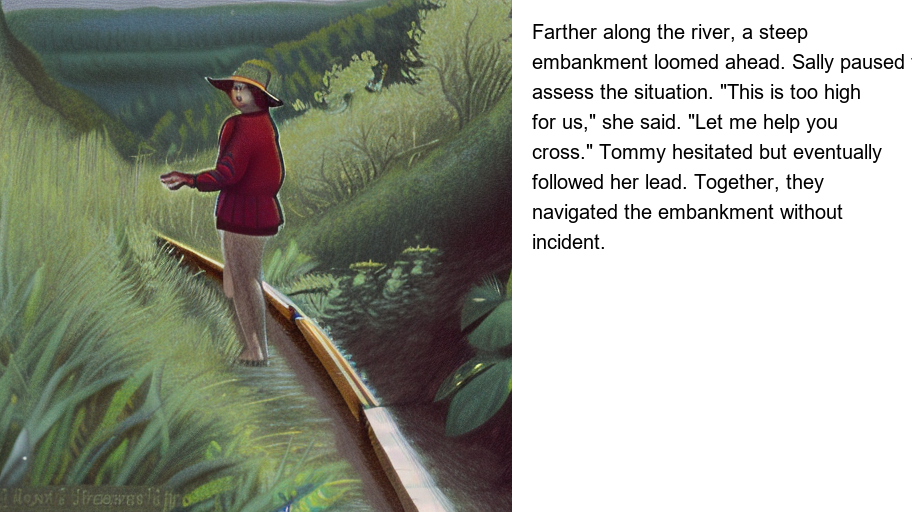 Farther along the river, a steep
embankment loomed ahead. Sally paused
assess the situation. "This is too high
for us," she said. "Let me help you
cross." Tommy hesitated but eventually
followed her lead. Together, they
navigated the embankment without
incident.